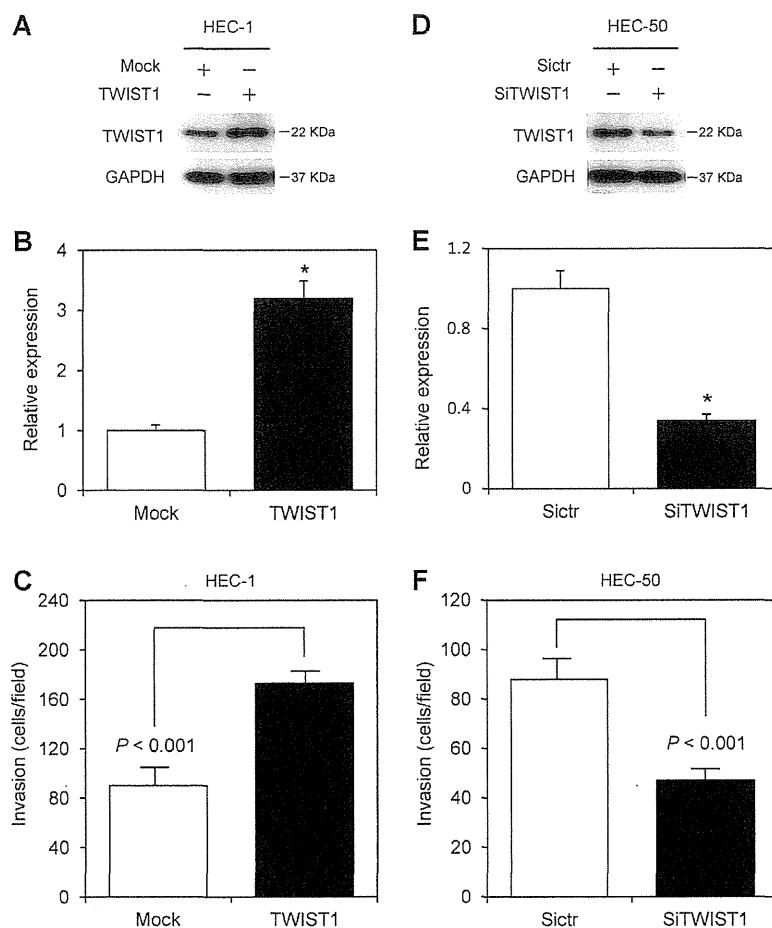 A
HEC-1
Mock + −
TWIST1 − +
TWIST1 −22 KDa
GAPDH −37 KDa
D
HEC-50
Sictr + −
SiTWIST1 − +
TWIST1 −22 KDa
GAPDH −37 KDa
B
Relative expression
4
3
2
1
0
*
Mock TWIST1
E
Relative expression
1.2
0.8
0.4
0
*
Sictr SiTWIST1
C
HEC-1
Invasion (cells/field)
240
200
160
120
80
40
0
P < 0.001
Mock TWIST1
F
HEC-50
Invasion (cells/field)
120
100
80
60
40
20
0
P < 0.001
Sictr SiTWIST1